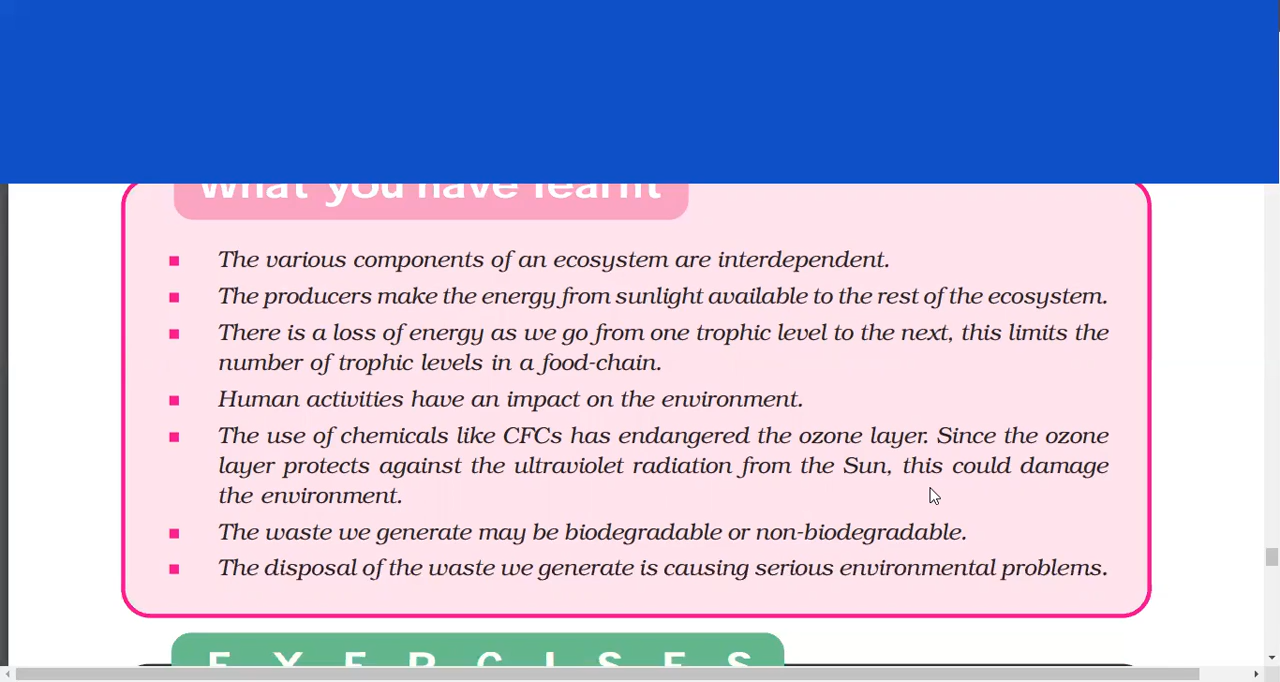 What you have learnt
The various components of an ecosystem are interdependent.
The producers make the energy from sunlight available to the rest of the ecosystem.
There is a loss of energy as we go from one trophic level to the next, this limits the
number of trophic levels in a food-chain.
Human activities have an impact on the environment.
The use of chemicals like CFCs has endangered the ozone layer. Since the ozone
layer protects against the ultraviolet radiation from the Sun, this could damage
the environment.
The waste we generate may be biodegradable or non-biodegradable.
The disposal of the waste we generate is causing serious environmental problems.
E X E R C I S E S